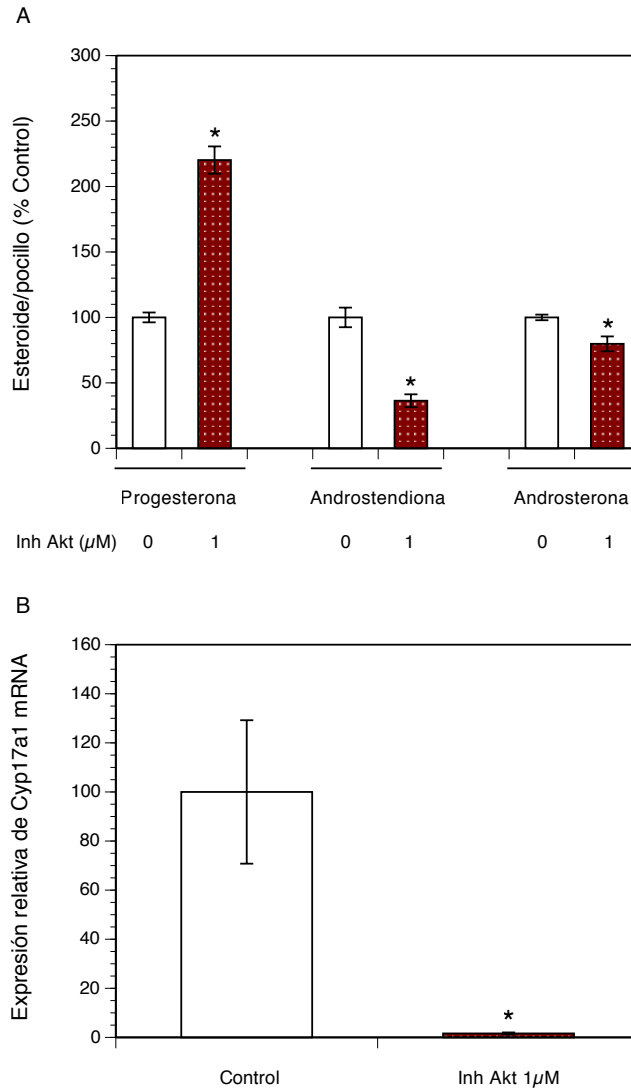 A
Esteroide/pocillo (% Control)
300
250
200
150
100
50
0
*
*
*
Progesterona
Androstendiona
Androsterona
Inh Akt (µM) 0 1 0 1 0 1
B
Expresión relativa de Cyp17a1 mRNA
160
140
120
100
80
60
40
20
0
*
Control
Inh Akt 1µM